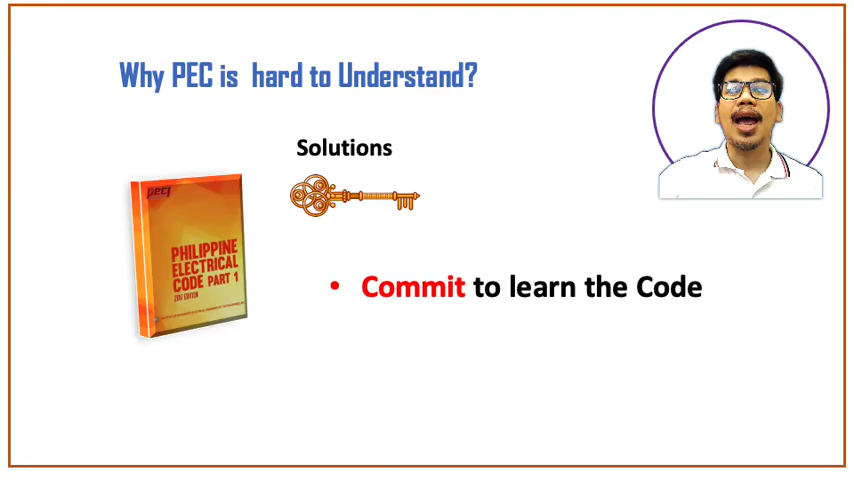 Why PEC is hard to Understand?
Solutions
pec1
PHILIPPINE
ELECTRICAL
CODE PART 1
2017 EDITION
• Commit to learn the Code